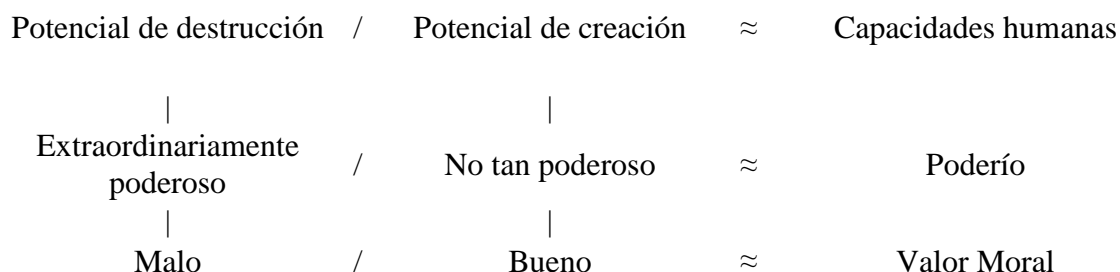 Potencial de destrucción / Potencial de creación ≈ Capacidades humanas
| |
Extraordinariamente poderoso / No tan poderoso ≈ Poderío
| |
Malo / Bueno ≈ Valor Moral